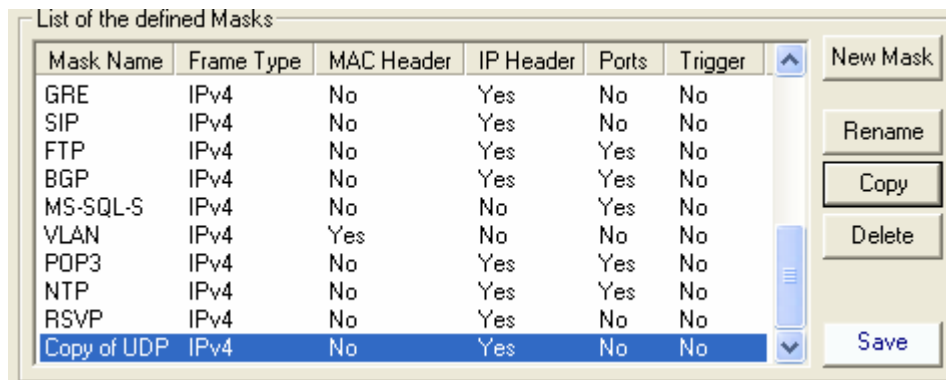 List of the defined Masks
Mask Name Frame Type MAC Header IP Header Ports Trigger
GRE IPv4 No Yes No No
SIP IPv4 No Yes No No
FTP IPv4 No Yes Yes No
BGP IPv4 No Yes Yes No
MS-SQL-S IPv4 No No Yes No
VLAN IPv4 Yes No No No
POP3 IPv4 No Yes Yes No
NTP IPv4 No Yes Yes No
RSVP IPv4 No Yes No No
Copy of UDP IPv4 No Yes No No
New Mask
Rename
Copy
Delete
Save